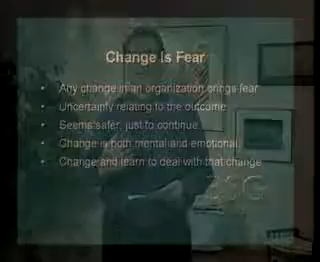 Change Is Fear
• Any change in an organization brings fear
• Uncertainty relating to the outcome
• Seems safer, just to continue
• Change is both mental and emotional
• Change and learn to deal with that change